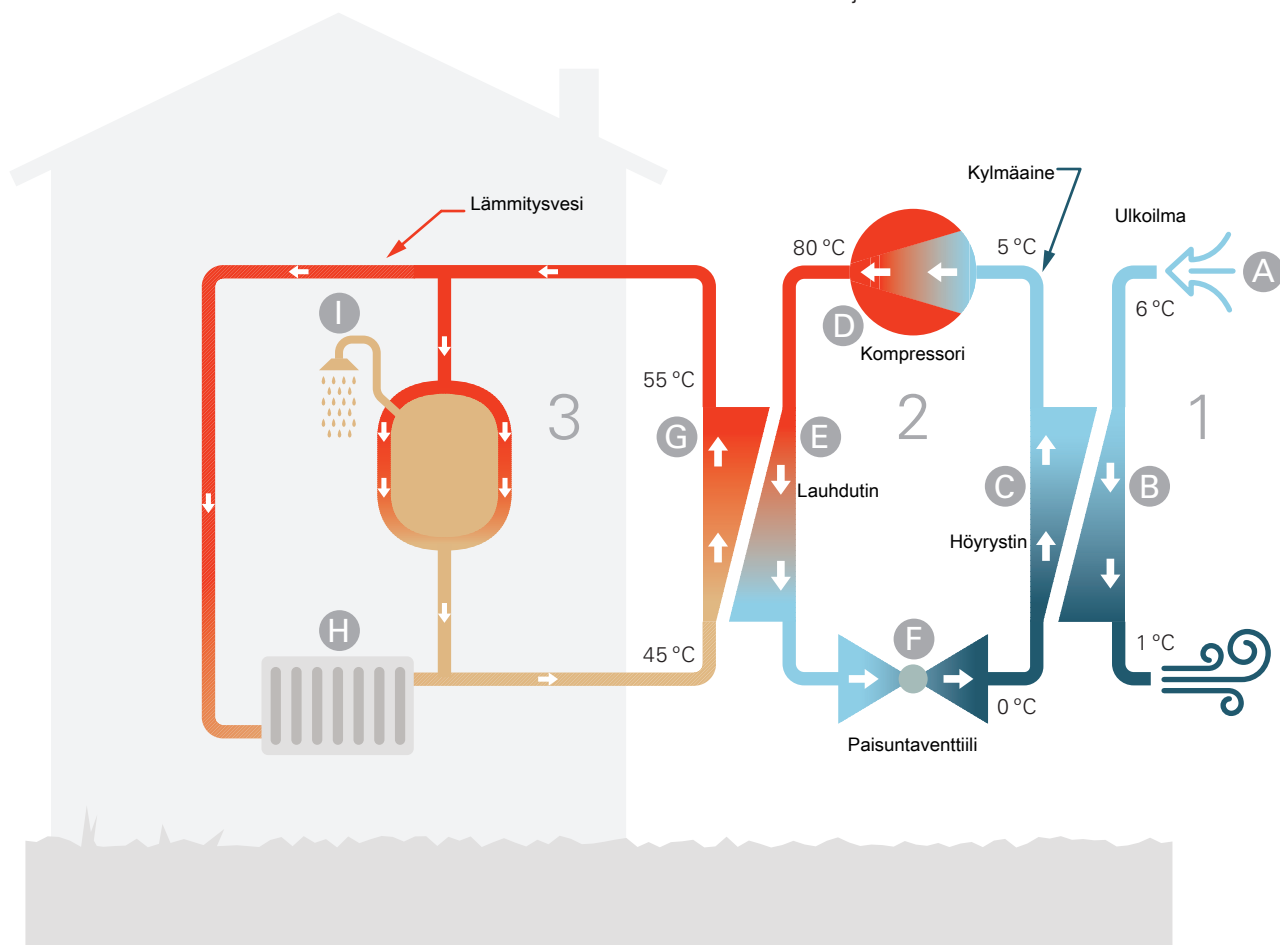 Kylmäaine
Lämmitysvesi
Ulkoilma
A
80 °C
5 °C
6 °C
I
D
Kompressori
55 °C
3
2
1
G
E
C
B
Lauhdutin
Höyrystin
H
F
45 °C
1 °C
0 °C
Paisuntaventtiili